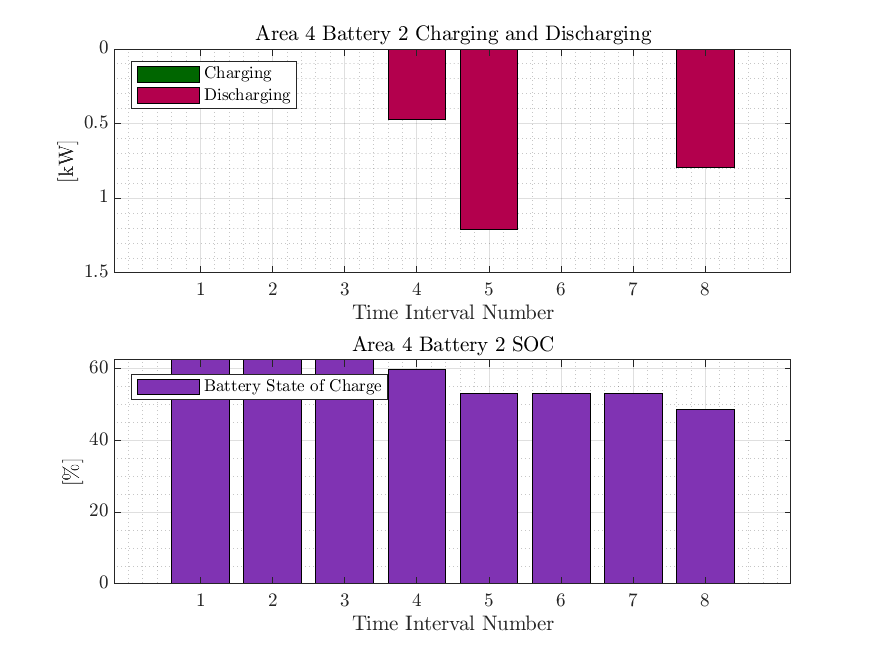 Area 4 Battery 2 Charging and Discharging
0
0.5
1
1.5
[kW]
Charging
Discharging
1 2 3 4 5 6 7 8
Time Interval Number
Area 4 Battery 2 SOC
60
40
20
0
[%]
Battery State of Charge
1 2 3 4 5 6 7 8
Time Interval Number